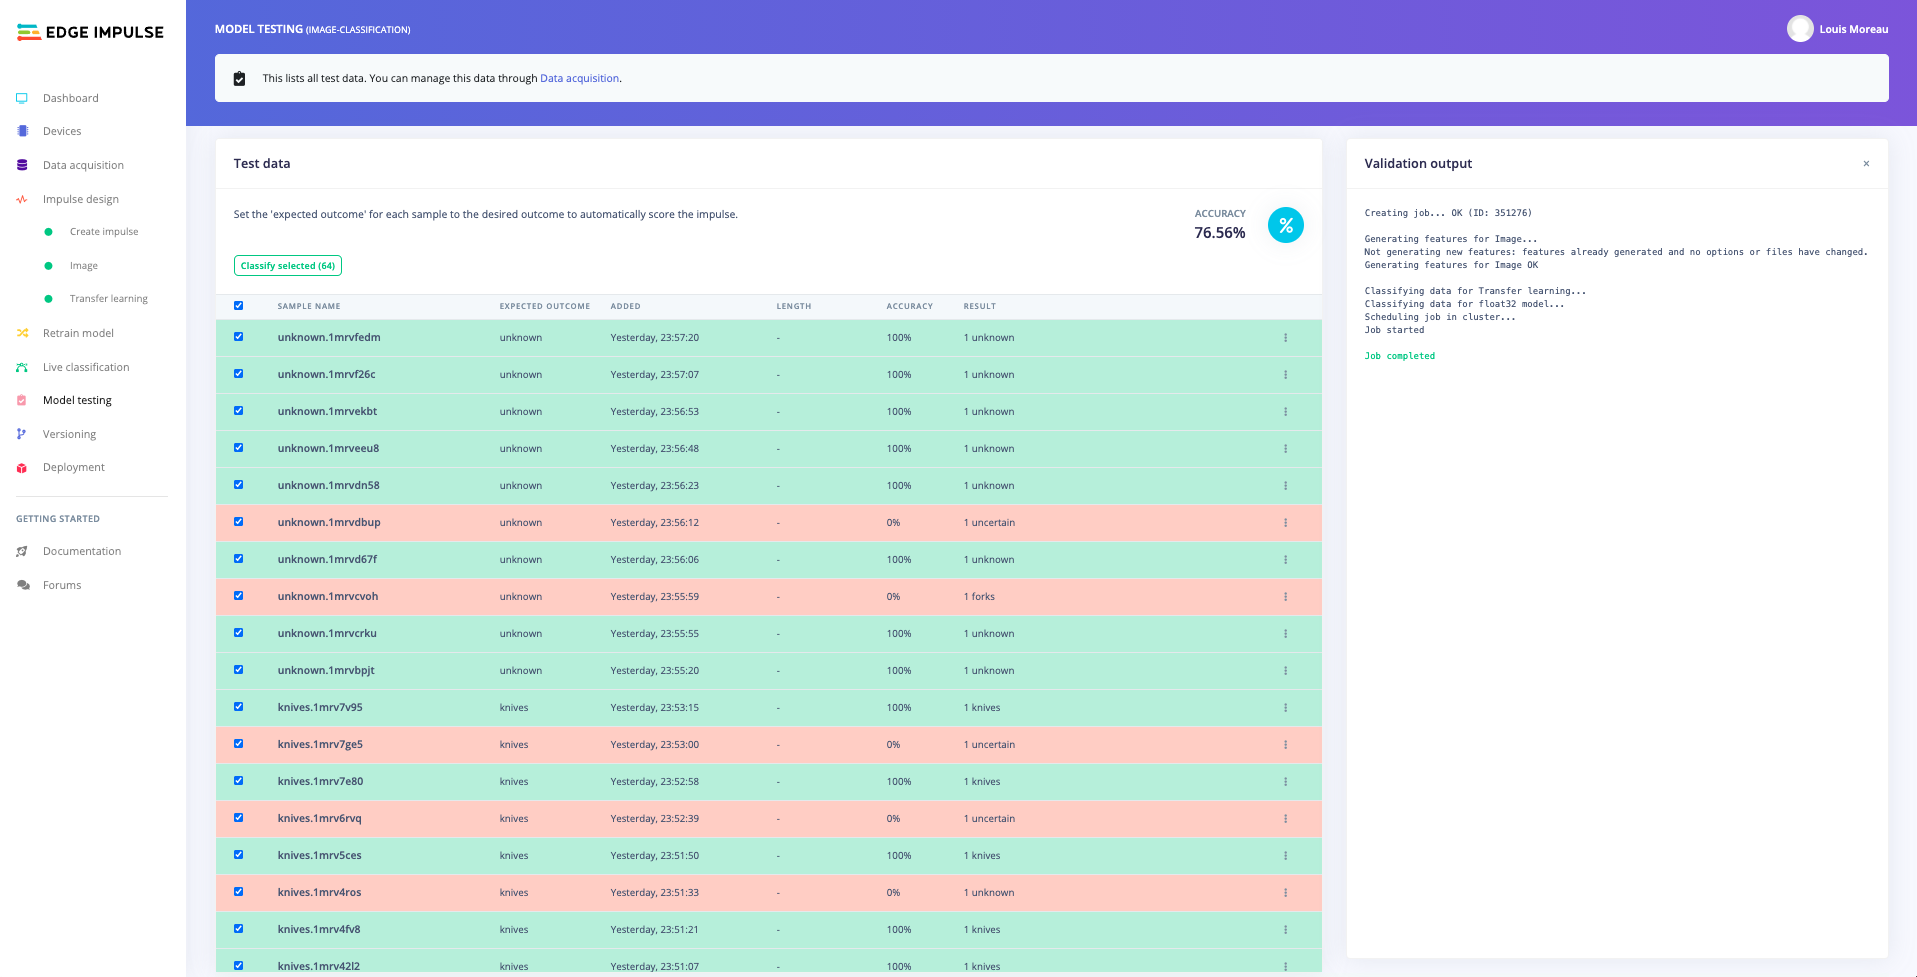 EDGE IMPULSE
Dashboard
Devices
Data acquisition
Impulse design
Create impulse
Image
Transfer learning
Retrain model
Live classification
Model testing
Versioning
Deployment
GETTING STARTED
Documentation
Forums
MODEL TESTING (IMAGE-CLASSIFICATION)
Louis Moreau
This lists all test data. You can manage this data through Data acquisition.
Test data
Set the 'expected outcome' for each sample to the desired outcome to automatically score the impulse.
ACCURACY
76.56%
%
Classify selected (64)
SAMPLE NAME EXPECTED OUTCOME ADDED LENGTH ACCURACY RESULT
unknown.1mrvfedm unknown Yesterday, 23:57:20 - 100% 1 unknown
unknown.1mrvf26c unknown Yesterday, 23:57:07 - 100% 1 unknown
unknown.1mrvekbt unknown Yesterday, 23:56:53 - 100% 1 unknown
unknown.1mrveeu8 unknown Yesterday, 23:56:48 - 100% 1 unknown
unknown.1mrvdn58 unknown Yesterday, 23:56:23 - 100% 1 unknown
unknown.1mrvdbup unknown Yesterday, 23:56:12 - 0% 1 uncertain
unknown.1mrvd67f unknown Yesterday, 23:56:06 - 100% 1 unknown
unknown.1mrvcvoh unknown Yesterday, 23:55:59 - 0% 1 forks
unknown.1mrvcrku unknown Yesterday, 23:55:55 - 100% 1 unknown
unknown.1mrvbpjt unknown Yesterday, 23:55:20 - 100% 1 unknown
knives.1mrv7v95 knives Yesterday, 23:53:15 - 100% 1 knives
knives.1mrv7ge5 knives Yesterday, 23:53:00 - 0% 1 uncertain
knives.1mrv7e80 knives Yesterday, 23:52:58 - 100% 1 knives
knives.1mrv6rvq knives Yesterday, 23:52:39 - 0% 1 uncertain
knives.1mrv5ces knives Yesterday, 23:51:50 - 100% 1 knives
knives.1mrv4ros knives Yesterday, 23:51:33 - 0% 1 unknown
knives.1mrv4fv8 knives Yesterday, 23:51:21 - 100% 1 knives
knives.1mrv42l2 knives Yesterday, 23:51:07 - 100% 1 knives
Validation output
×
Creating job... OK (ID: 351276)
Generating features for Image...
Not generating new features: features already generated and no options or files have changed.
Generating features for Image OK
Classifying data for Transfer learning...
Classifying data for float32 model...
Scheduling job in cluster...
Job started
Job completed